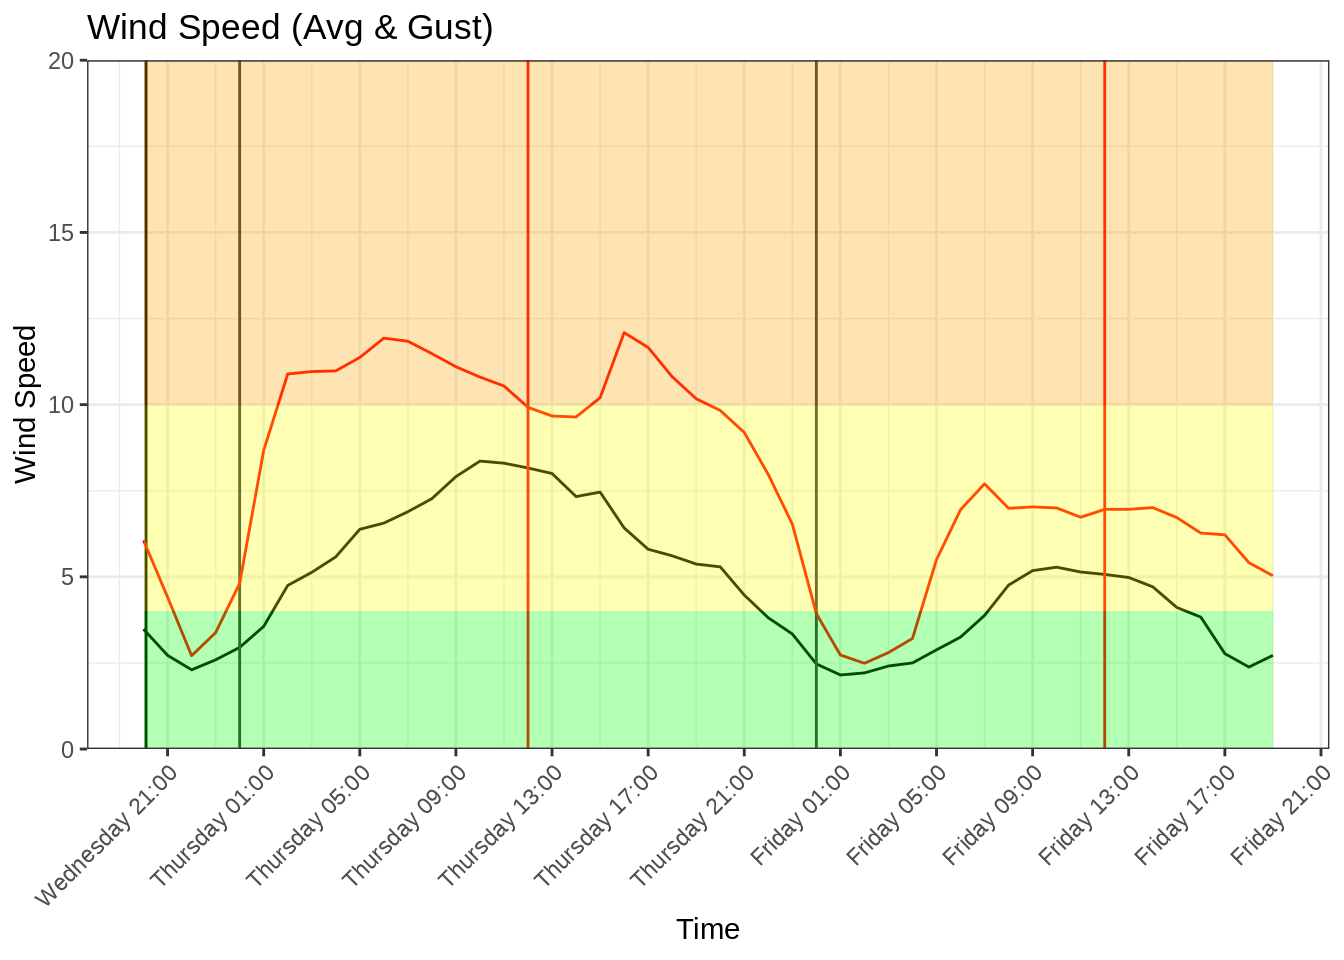 Wind Speed (Avg & Gust)
20
15
10
5
0
Wind Speed
Wednesday 21:00
Thursday 01:00
Thursday 05:00
Thursday 09:00
Thursday 13:00
Thursday 17:00
Thursday 21:00
Friday 01:00
Friday 05:00
Friday 09:00
Friday 13:00
Friday 17:00
Friday 21:00
Time